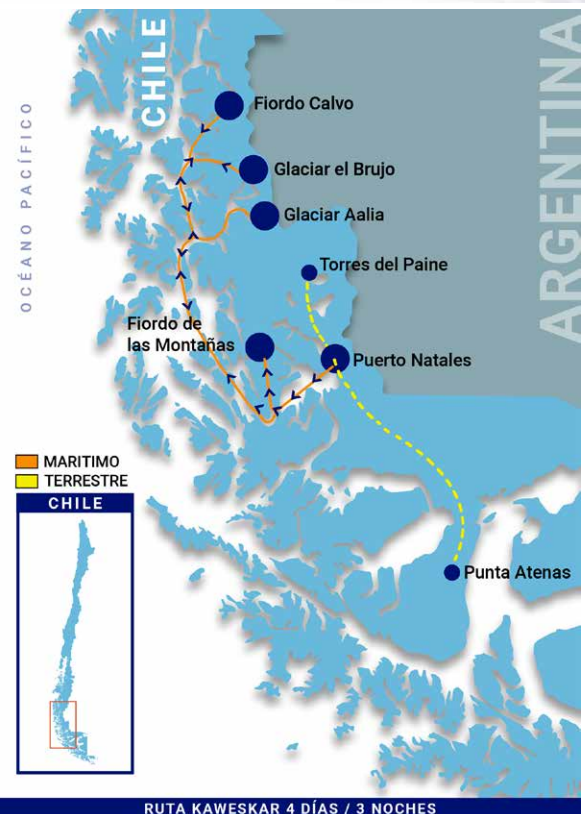 OCÉANO PACÍFICO
CHILE
ARGENTINA
Fiordo Calvo
Glaciar el Brujo
Glaciar Aalia
Torres del Paine
Fiordo de
las Montañas
Puerto Natales
MARITIMO
TERRESTRE
CHILE
Punta Atenas
RUTA KAWESKAR 4 DÍAS / 3 NOCHES